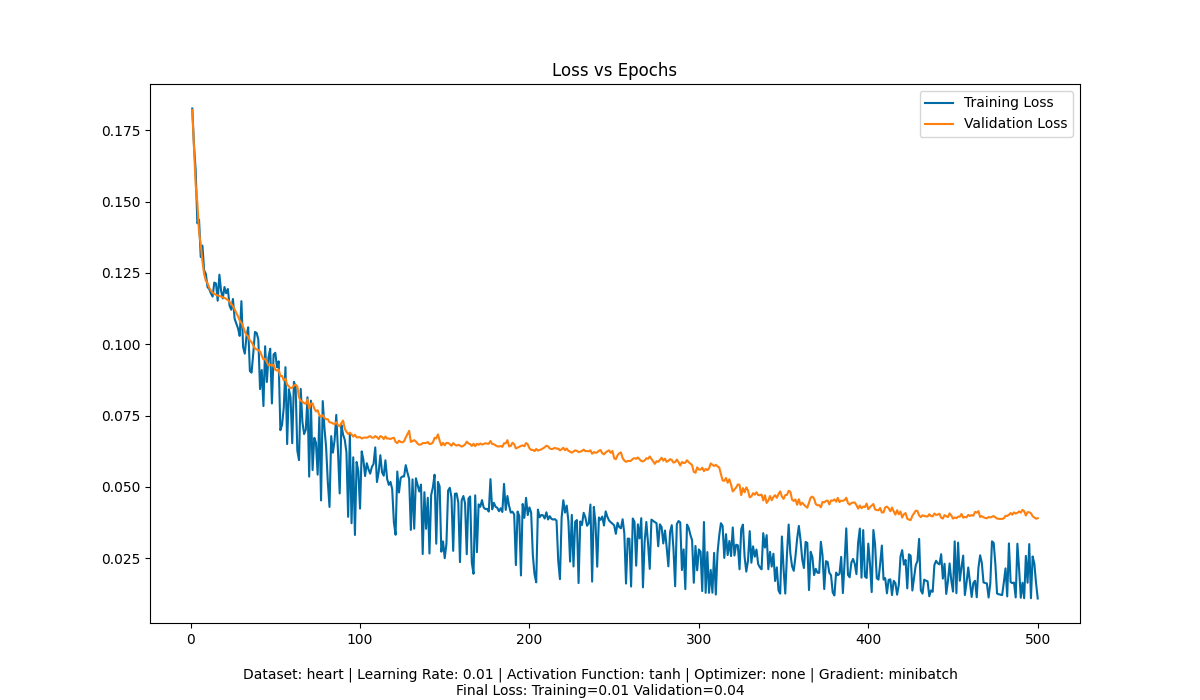 Loss vs Epochs
Training Loss
Validation Loss
0.175
0.150
0.125
0.100
0.075
0.050
0.025
0 100 200 300 400 500
Dataset: heart | Learning Rate: 0.01 | Activation Function: tanh | Optimizer: none | Gradient: minibatch
Final Loss: Training=0.01 Validation=0.04